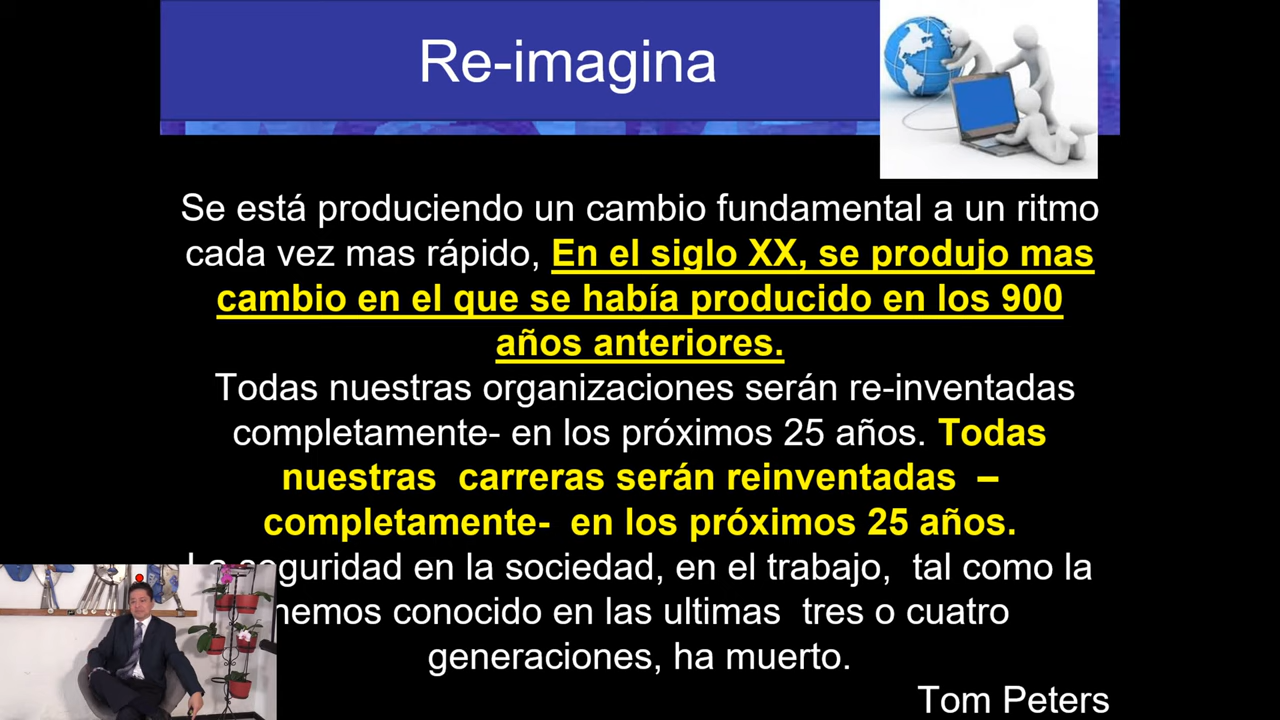 Re-imagina
Se está produciendo un cambio fundamental a un ritmo
cada vez mas rápido, En el siglo XX, se produjo mas
cambio en el que se había producido en los 900
años anteriores.
Todas nuestras organizaciones serán re-inventadas
completamente- en los próximos 25 años. Todas
nuestras carreras serán reinventadas –
completamente- en los próximos 25 años.
en la sociedad, en el trabajo, tal como la
hemos conocido en las ultimas tres o cuatro
generaciones, ha muerto.
Tom Peters